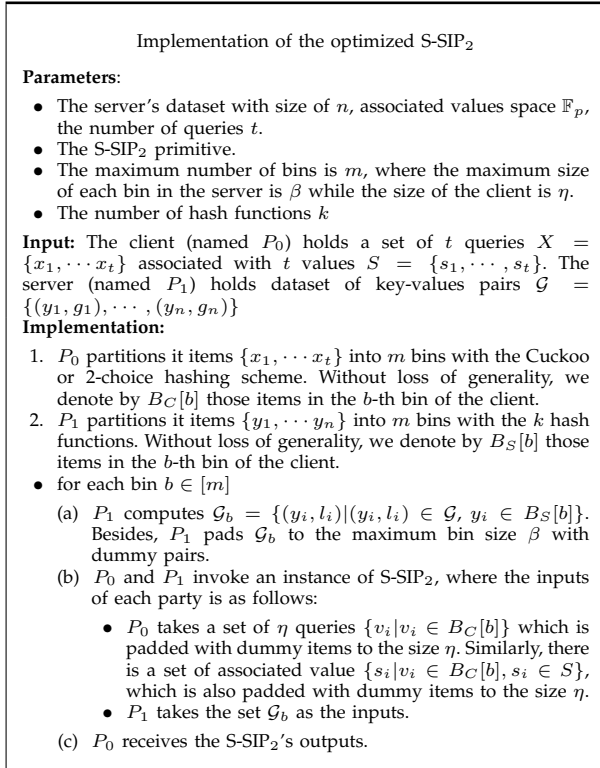 Implementation of the optimized S-SIP₂
Parameters:
• The server's dataset with size of n, associated values space 𝔽ₚ,
the number of queries t.
• The S-SIP₂ primitive.
• The maximum number of bins is m, where the maximum size
of each bin in the server is β while the size of the client is η.
• The number of hash functions k
Input: The client (named P₀) holds a set of t queries X =
{x₁, ⋯ xₜ} associated with t values S = {s₁, ⋯ , sₜ}. The
server (named P₁) holds dataset of key-values pairs 𝒢 =
{(y₁, g₁), ⋯ , (yₙ, gₙ)}
Implementation:
1. P₀ partitions it items {x₁, ⋯ xₜ} into m bins with the Cuckoo
or 2-choice hashing scheme. Without loss of generality, we
denote by B_C[b] those items in the b-th bin of the client.
2. P₁ partitions it items {y₁, ⋯ yₙ} into m bins with the k hash
functions. Without loss of generality, we denote by B_S[b] those
items in the b-th bin of the client.
• for each bin b ∈ [m]
(a) P₁ computes 𝒢_b = {(yᵢ, lᵢ)|(yᵢ, lᵢ) ∈ 𝒢, yᵢ ∈ B_S[b]}.
Besides, P₁ pads 𝒢_b to the maximum bin size β with
dummy pairs.
(b) P₀ and P₁ invoke an instance of S-SIP₂, where the inputs
of each party is as follows:
• P₀ takes a set of η queries {vᵢ|vᵢ ∈ B_C[b]} which is
padded with dummy items to the size η. Similarly, there
is a set of associated value {sᵢ|vᵢ ∈ B_C[b], sᵢ ∈ S},
which is also padded with dummy items to the size η.
• P₁ takes the set 𝒢_b as the inputs.
(c) P₀ receives the S-SIP₂'s outputs.